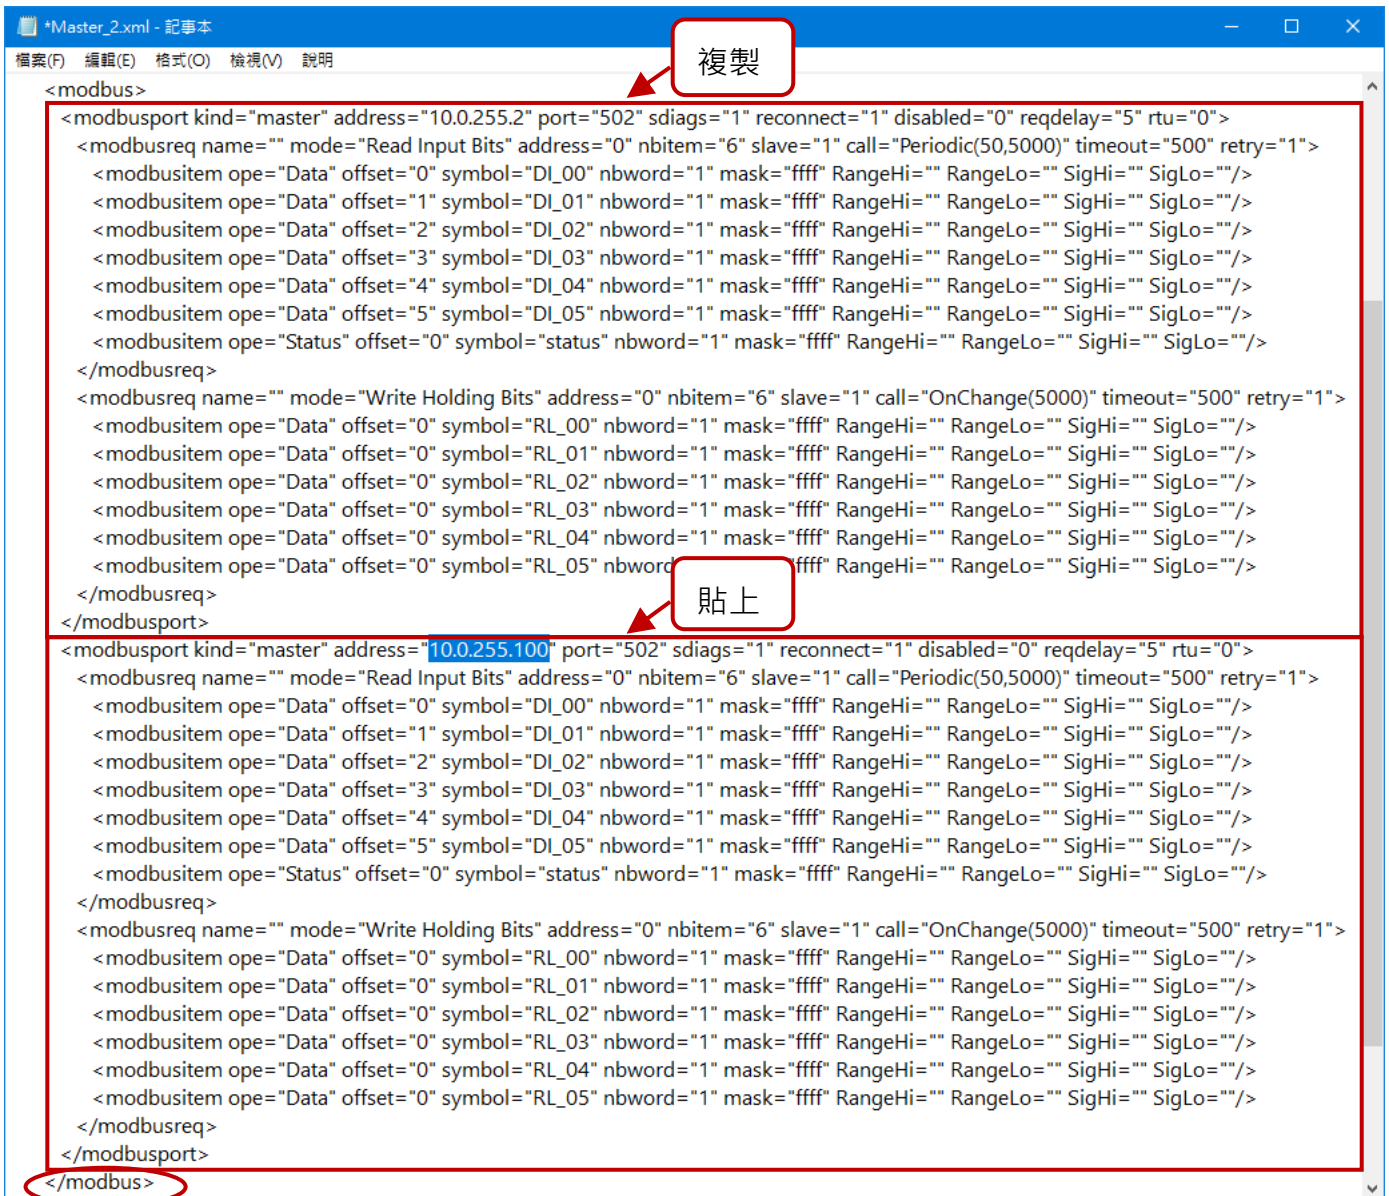 *Master_2.xml - 記事本
檔案(F) 編輯(E) 格式(O) 檢視(V) 說明
複製
<modbus>
<modbusport kind="master" address="10.0.255.2" port="502" sdiags="1" reconnect="1" disabled="0" reqdelay="5" rtu="0">
<modbusreq name="" mode="Read Input Bits" address="0" nbitem="6" slave="1" call="Periodic(50,5000)" timeout="500" retry="1">
<modbusitem ope="Data" offset="0" symbol="DI_00" nbword="1" mask="ffff" RangeHi="" RangeLo="" SigHi="" SigLo=""/>
<modbusitem ope="Data" offset="1" symbol="DI_01" nbword="1" mask="ffff" RangeHi="" RangeLo="" SigHi="" SigLo=""/>
<modbusitem ope="Data" offset="2" symbol="DI_02" nbword="1" mask="ffff" RangeHi="" RangeLo="" SigHi="" SigLo=""/>
<modbusitem ope="Data" offset="3" symbol="DI_03" nbword="1" mask="ffff" RangeHi="" RangeLo="" SigHi="" SigLo=""/>
<modbusitem ope="Data" offset="4" symbol="DI_04" nbword="1" mask="ffff" RangeHi="" RangeLo="" SigHi="" SigLo=""/>
<modbusitem ope="Data" offset="5" symbol="DI_05" nbword="1" mask="ffff" RangeHi="" RangeLo="" SigHi="" SigLo=""/>
<modbusitem ope="Status" offset="0" symbol="status" nbword="1" mask="ffff" RangeHi="" RangeLo="" SigHi="" SigLo=""/>
</modbusreq>
<modbusreq name="" mode="Write Holding Bits" address="0" nbitem="6" slave="1" call="OnChange(5000)" timeout="500" retry="1">
<modbusitem ope="Data" offset="0" symbol="RL_00" nbword="1" mask="ffff" RangeHi="" RangeLo="" SigHi="" SigLo=""/>
<modbusitem ope="Data" offset="0" symbol="RL_01" nbword="1" mask="ffff" RangeHi="" RangeLo="" SigHi="" SigLo=""/>
<modbusitem ope="Data" offset="0" symbol="RL_02" nbword="1" mask="ffff" RangeHi="" RangeLo="" SigHi="" SigLo=""/>
<modbusitem ope="Data" offset="0" symbol="RL_03" nbword="1" mask="ffff" RangeHi="" RangeLo="" SigHi="" SigLo=""/>
<modbusitem ope="Data" offset="0" symbol="RL_04" nbword="1" mask="ffff" RangeHi="" RangeLo="" SigHi="" SigLo=""/>
<modbusitem ope="Data" offset="0" symbol="RL_05" nbword ffff" RangeHi="" RangeLo="" SigHi="" SigLo=""/>
</modbusreq>
貼上
</modbusport>
<modbusport kind="master" address="10.0.255.100" port="502" sdiags="1" reconnect="1" disabled="0" reqdelay="5" rtu="0">
<modbusreq name="" mode="Read Input Bits" address="0" nbitem="6" slave="1" call="Periodic(50,5000)" timeout="500" retry="1">
<modbusitem ope="Data" offset="0" symbol="DI_00" nbword="1" mask="ffff" RangeHi="" RangeLo="" SigHi="" SigLo=""/>
<modbusitem ope="Data" offset="1" symbol="DI_01" nbword="1" mask="ffff" RangeHi="" RangeLo="" SigHi="" SigLo=""/>
<modbusitem ope="Data" offset="2" symbol="DI_02" nbword="1" mask="ffff" RangeHi="" RangeLo="" SigHi="" SigLo=""/>
<modbusitem ope="Data" offset="3" symbol="DI_03" nbword="1" mask="ffff" RangeHi="" RangeLo="" SigHi="" SigLo=""/>
<modbusitem ope="Data" offset="4" symbol="DI_04" nbword="1" mask="ffff" RangeHi="" RangeLo="" SigHi="" SigLo=""/>
<modbusitem ope="Data" offset="5" symbol="DI_05" nbword="1" mask="ffff" RangeHi="" RangeLo="" SigHi="" SigLo=""/>
<modbusitem ope="Status" offset="0" symbol="status" nbword="1" mask="ffff" RangeHi="" RangeLo="" SigHi="" SigLo=""/>
</modbusreq>
<modbusreq name="" mode="Write Holding Bits" address="0" nbitem="6" slave="1" call="OnChange(5000)" timeout="500" retry="1">
<modbusitem ope="Data" offset="0" symbol="RL_00" nbword="1" mask="ffff" RangeHi="" RangeLo="" SigHi="" SigLo=""/>
<modbusitem ope="Data" offset="0" symbol="RL_01" nbword="1" mask="ffff" RangeHi="" RangeLo="" SigHi="" SigLo=""/>
<modbusitem ope="Data" offset="0" symbol="RL_02" nbword="1" mask="ffff" RangeHi="" RangeLo="" SigHi="" SigLo=""/>
<modbusitem ope="Data" offset="0" symbol="RL_03" nbword="1" mask="ffff" RangeHi="" RangeLo="" SigHi="" SigLo=""/>
<modbusitem ope="Data" offset="0" symbol="RL_04" nbword="1" mask="ffff" RangeHi="" RangeLo="" SigHi="" SigLo=""/>
<modbusitem ope="Data" offset="0" symbol="RL_05" nbword="1" mask="ffff" RangeHi="" RangeLo="" SigHi="" SigLo=""/>
</modbusreq>
</modbusport>
</modbus>